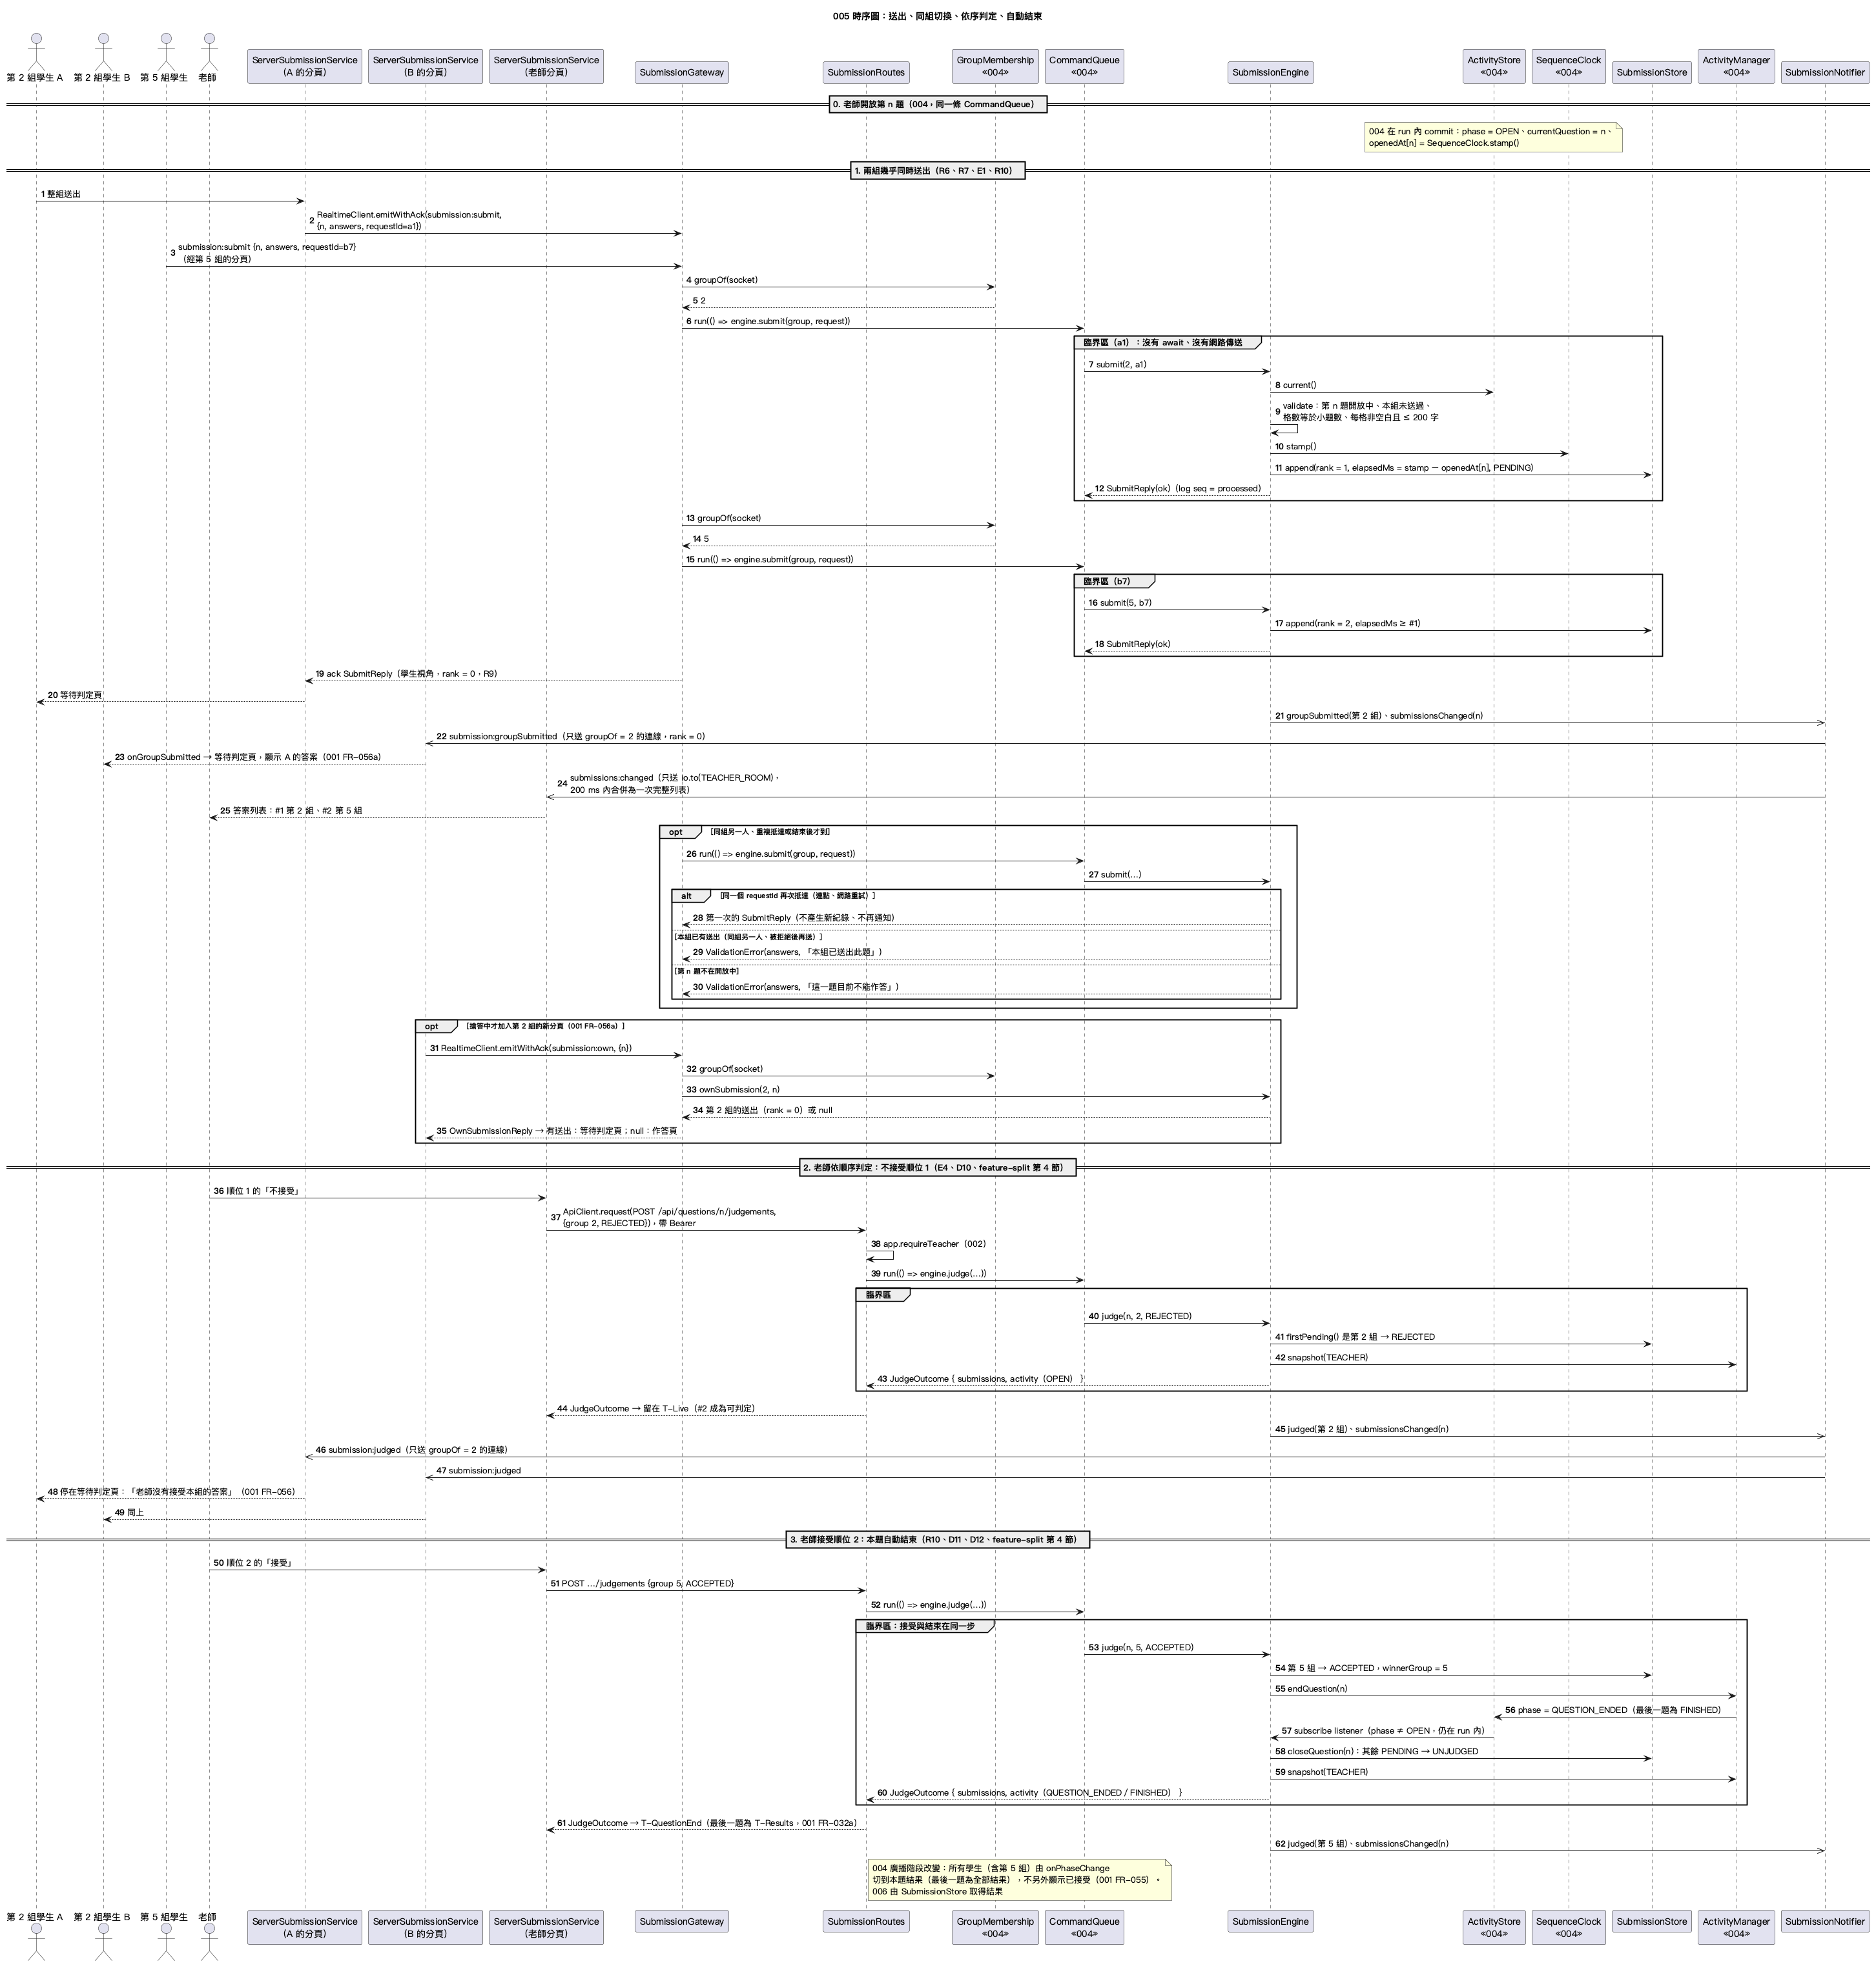 005 時序圖：送出、同組切換、依序判定、自動結束
第 2 組學生 A
第 2 組學生 B
第 5 組學生
老師
ServerSubmissionService
(A 的分頁)
ServerSubmissionService
(B 的分頁)
ServerSubmissionService
(老師分頁)
SubmissionGateway
SubmissionRoutes
GroupMembership
«004»
CommandQueue
«004»
SubmissionEngine
ActivityStore
«004»
SequenceClock
«004»
SubmissionStore
ActivityManager
«004»
SubmissionNotifier
0. 老師開放第 n 題（004，同一條 CommandQueue）
004 在 run 內 commit：phase = OPEN、currentQuestion = n、
openedAt[n] = SequenceClock.stamp()
1. 兩組幾乎同時送出（R6、R7、E1、R10）
1 整組送出
2 RealtimeClient.emitWithAck(submission:submit,
{n, answers, requestId=a1})
3 submission:submit {n, answers, requestId=b7}
（經第 5 組的分頁）
4 groupOf(socket)
5 2
6 run(() => engine.submit(group, request))
臨界區（a1）：沒有 await、沒有網路傳送
7 submit(2, a1)
8 current()
9 validate：第 n 題開放中、本組未送過、
格數等於小題數、每格非空白且 ≤ 200 字
10 stamp()
11 append(rank = 1, elapsedMs = stamp − openedAt[n], PENDING)
12 SubmitReply(ok)（log seq = processed）
13 groupOf(socket)
14 5
15 run(() => engine.submit(group, request))
臨界區（b7）
16 submit(5, b7)
17 append(rank = 2, elapsedMs ≥ #1)
18 SubmitReply(ok)
19 ack SubmitReply（學生視角，rank = 0，R9）
20 等待判定頁
21 groupSubmitted(第 2 組)、submissionsChanged(n)
22 submission:groupSubmitted（只送 groupOf = 2 的連線，rank = 0）
23 onGroupSubmitted → 等待判定頁，顯示 A 的答案（001 FR-056a）
24 submissions:changed（只送 io.to(TEACHER_ROOM)，
200 ms 內合併為一次完整列表）
25 答案列表：#1 第 2 組、#2 第 5 組
opt [同組另一人、重複抵達或結束後才到]
26 run(() => engine.submit(group, request))
27 submit(…)
alt [同一個 requestId 再次抵達（連點、網路重試）]
28 第一次的 SubmitReply（不產生新紀錄、不再通知）
[本組已有送出（同組另一人、被拒絕後再送）]
29 ValidationError(answers, 「本組已送出此題」)
[第 n 題不在開放中]
30 ValidationError(answers, 「這一題目前不能作答」)
opt [搶答中才加入第 2 組的新分頁（001 FR-056a）]
31 RealtimeClient.emitWithAck(submission:own, {n})
32 groupOf(socket)
33 ownSubmission(2, n)
34 第 2 組的送出（rank = 0）或 null
35 OwnSubmissionReply → 有送出：等待判定頁；null：作答頁
2. 老師依順序判定：不接受順位 1（E4、D10、feature-split 第 4 節）
36 順位 1 的「不接受」
37 ApiClient.request(POST /api/questions/n/judgements,
{group 2, REJECTED})，帶 Bearer
38 app.requireTeacher（002）
39 run(() => engine.judge(…))
臨界區
40 judge(n, 2, REJECTED)
41 firstPending() 是第 2 組 → REJECTED
42 snapshot(TEACHER)
43 JudgeOutcome { submissions, activity（OPEN） }
44 JudgeOutcome → 留在 T-Live（#2 成為可判定）
45 judged(第 2 組)、submissionsChanged(n)
46 submission:judged（只送 groupOf = 2 的連線）
47 submission:judged
48 停在等待判定頁：「老師沒有接受本組的答案」（001 FR-056）
49 同上
3. 老師接受順位 2：本題自動結束（R10、D11、D12、feature-split 第 4 節）
50 順位 2 的「接受」
51 POST …/judgements {group 5, ACCEPTED}
52 run(() => engine.judge(…))
臨界區：接受與結束在同一步
53 judge(n, 5, ACCEPTED)
54 第 5 組 → ACCEPTED，winnerGroup = 5
55 endQuestion(n)
56 phase = QUESTION_ENDED（最後一題為 FINISHED）
57 subscribe listener（phase ≠ OPEN，仍在 run 內）
58 closeQuestion(n)：其餘 PENDING → UNJUDGED
59 snapshot(TEACHER)
60 JudgeOutcome { submissions, activity（QUESTION_ENDED / FINISHED） }
61 JudgeOutcome → T-QuestionEnd（最後一題為 T-Results，001 FR-032a）
62 judged(第 5 組)、submissionsChanged(n)
004 廣播階段改變：所有學生（含第 5 組）由 onPhaseChange
切到本題結果（最後一題為全部結果），不另外顯示已接受（001 FR-055）。
006 由 SubmissionStore 取得結果
第 2 組學生 A
第 2 組學生 B
第 5 組學生
老師
ServerSubmissionService
(A 的分頁)
ServerSubmissionService
(B 的分頁)
ServerSubmissionService
(老師分頁)
SubmissionGateway
SubmissionRoutes
GroupMembership
«004»
CommandQueue
«004»
SubmissionEngine
ActivityStore
«004»
SequenceClock
«004»
SubmissionStore
ActivityManager
«004»
SubmissionNotifier